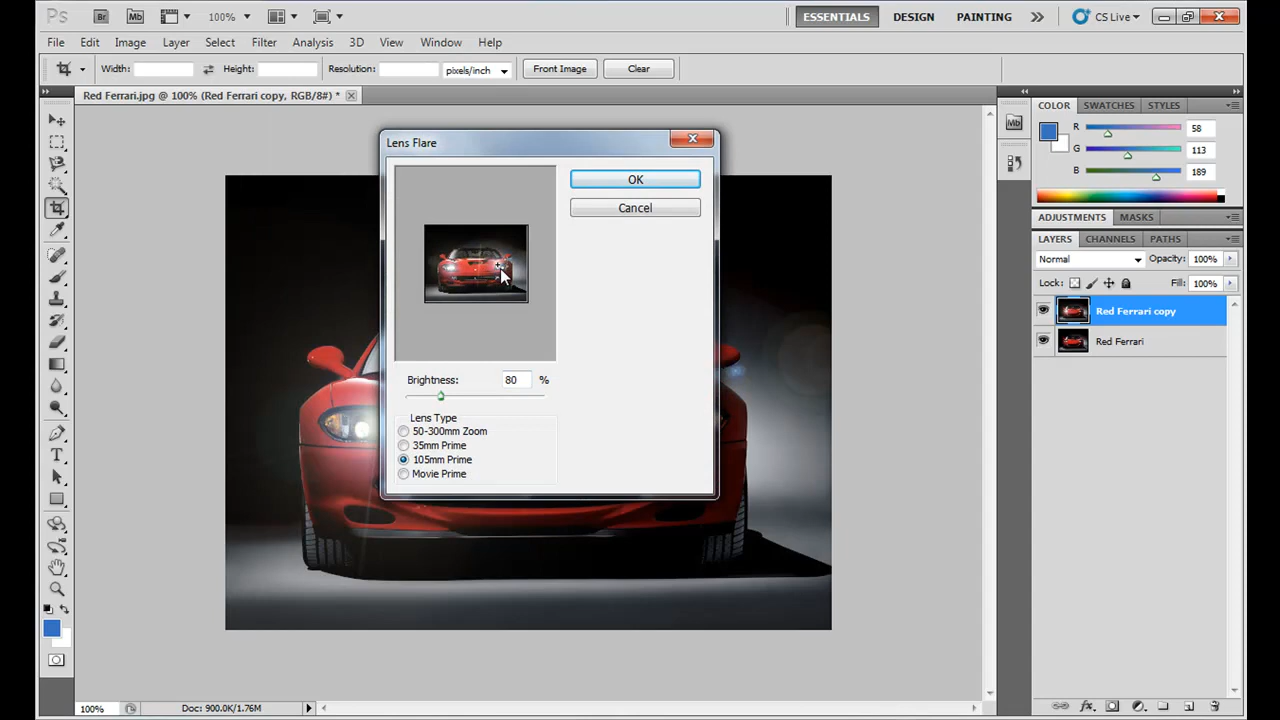 Ps Br Mb 100% ESSENTIALS DESIGN PAINTING CS Live
File Edit Image Layer Select Filter Analysis 3D View Window Help
Width: Height: Resolution: pixels/inch Front Image Clear
Red Ferrari.jpg @ 100% (Red Ferrari copy, RGB/8#) *
Lens Flare
OK
Cancel
Brightness: 80 %
Lens Type
50-300mm Zoom
35mm Prime
105mm Prime
Movie Prime
Mb
COLOR SWATCHES STYLES
R 58
G 113
B 189
ADJUSTMENTS MASKS
LAYERS CHANNELS PATHS
Normal Opacity: 100%
Lock: Fill: 100%
Red Ferrari copy
Red Ferrari
T
100% Doc: 900.0K/1.76M
fx